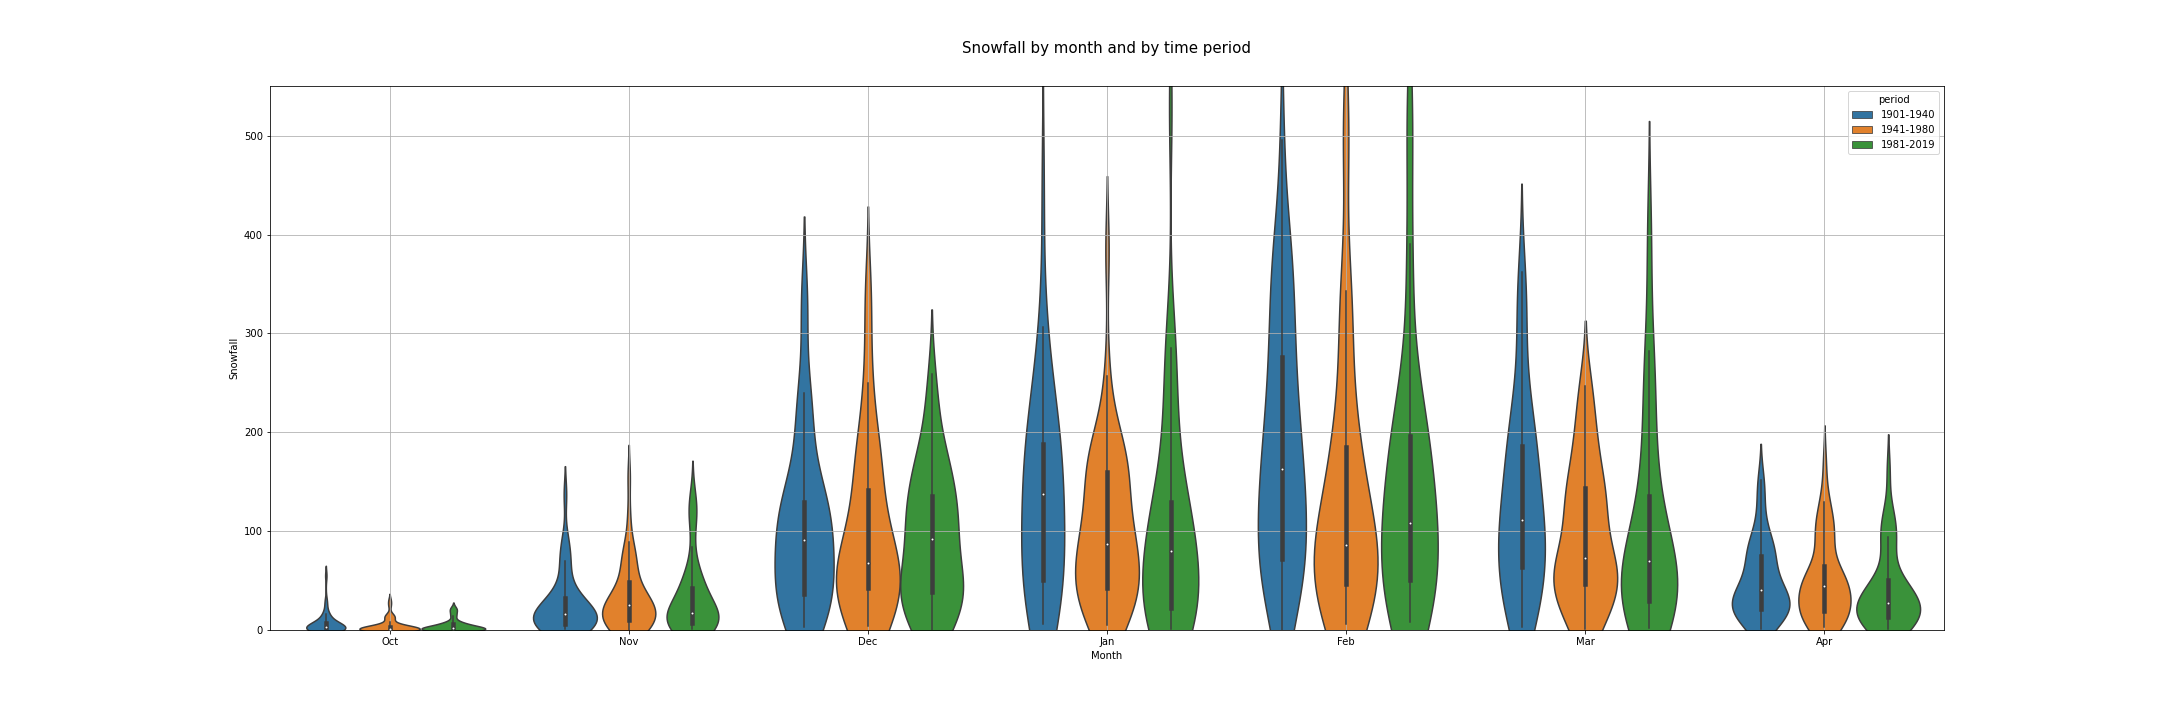 Snowfall by month and by time period
period
1901-1940
1941-1980
1981-2019
500
400
300
200
100
0
Snowfall
Oct Nov Dec Jan Feb Mar Apr
Month